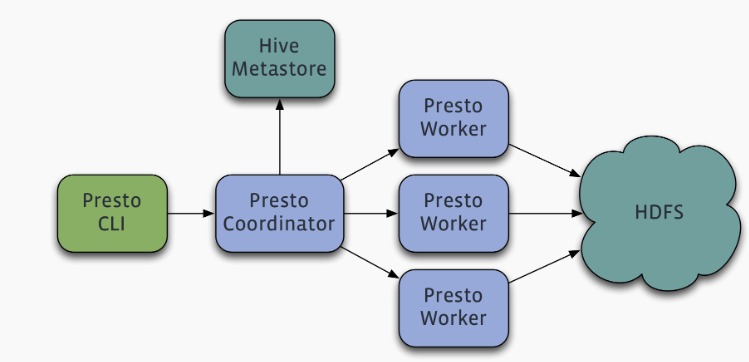 Hive
Metastore
Presto
Worker
Presto
CLI
Presto
Coordinator
Presto
Worker
HDFS
Presto
Worker